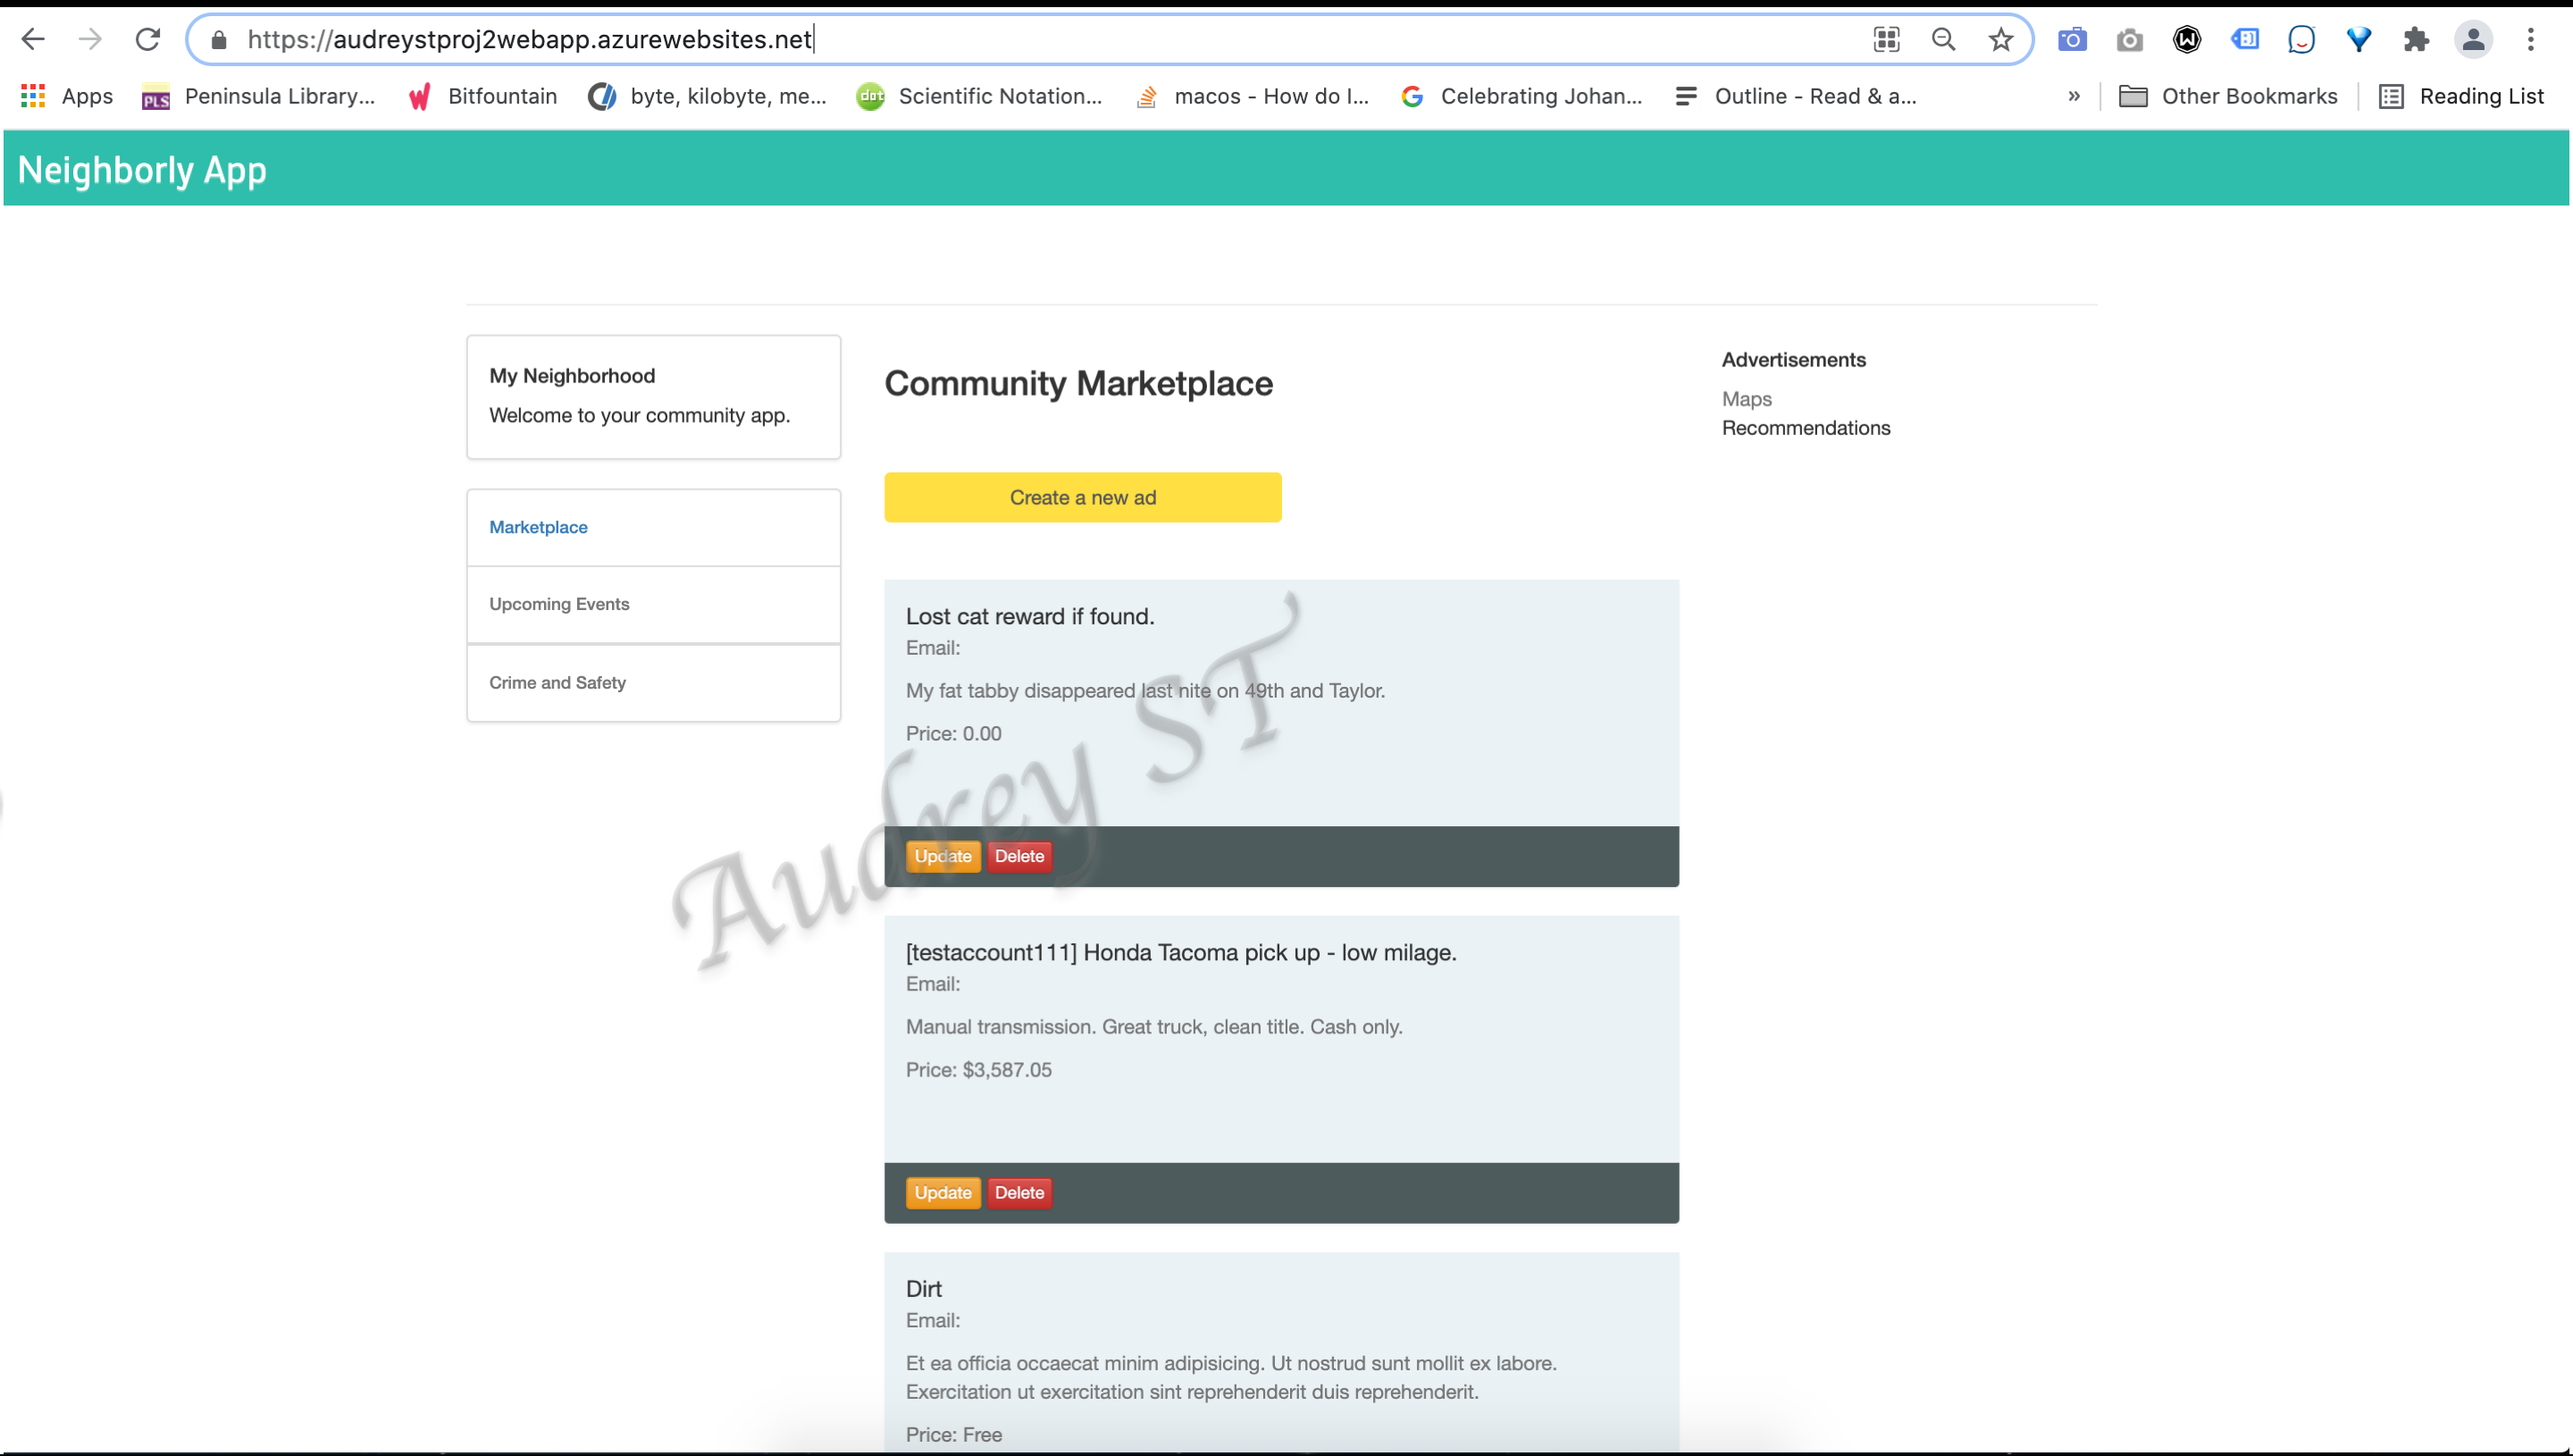 https://audreystproj2webapp.azurewebsites.net
Apps
PLS Peninsula Library...
Bitfountain
byte, kilobyte, me...
dot Scientific Notation...
macos - How do I...
Celebrating Johan...
Outline - Read & a...
»
Other Bookmarks
Reading List
Neighborly App
My Neighborhood
Welcome to your community app.
Marketplace
Upcoming Events
Crime and Safety
Community Marketplace
Create a new ad
Lost cat reward if found.
Email:
My fat tabby disappeared last nite on 49th and Taylor.
Price: 0.00
Update Delete
[testaccount111] Honda Tacoma pick up - low milage.
Email:
Manual transmission. Great truck, clean title. Cash only.
Price: $3,587.05
Update Delete
Dirt
Email:
Et ea officia occaecat minim adipisicing. Ut nostrud sunt mollit ex labore.
Exercitation ut exercitation sint reprehenderit duis reprehenderit.
Price: Free
Advertisements
Maps
Recommendations
Audrey ST